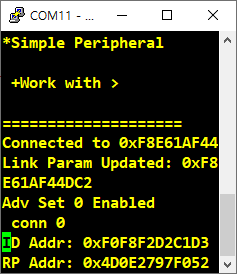 COM11 - ...
*Simple Peripheral
+Work with >
====================
Connected to 0xF8E61AF44
Link Param Updated: 0xF8
E61AF44DC2
Adv Set 0 Enabled
conn 0
ID Addr: 0xF0F8F2D2C1D3
RP Addr: 0x4D0E2797F052